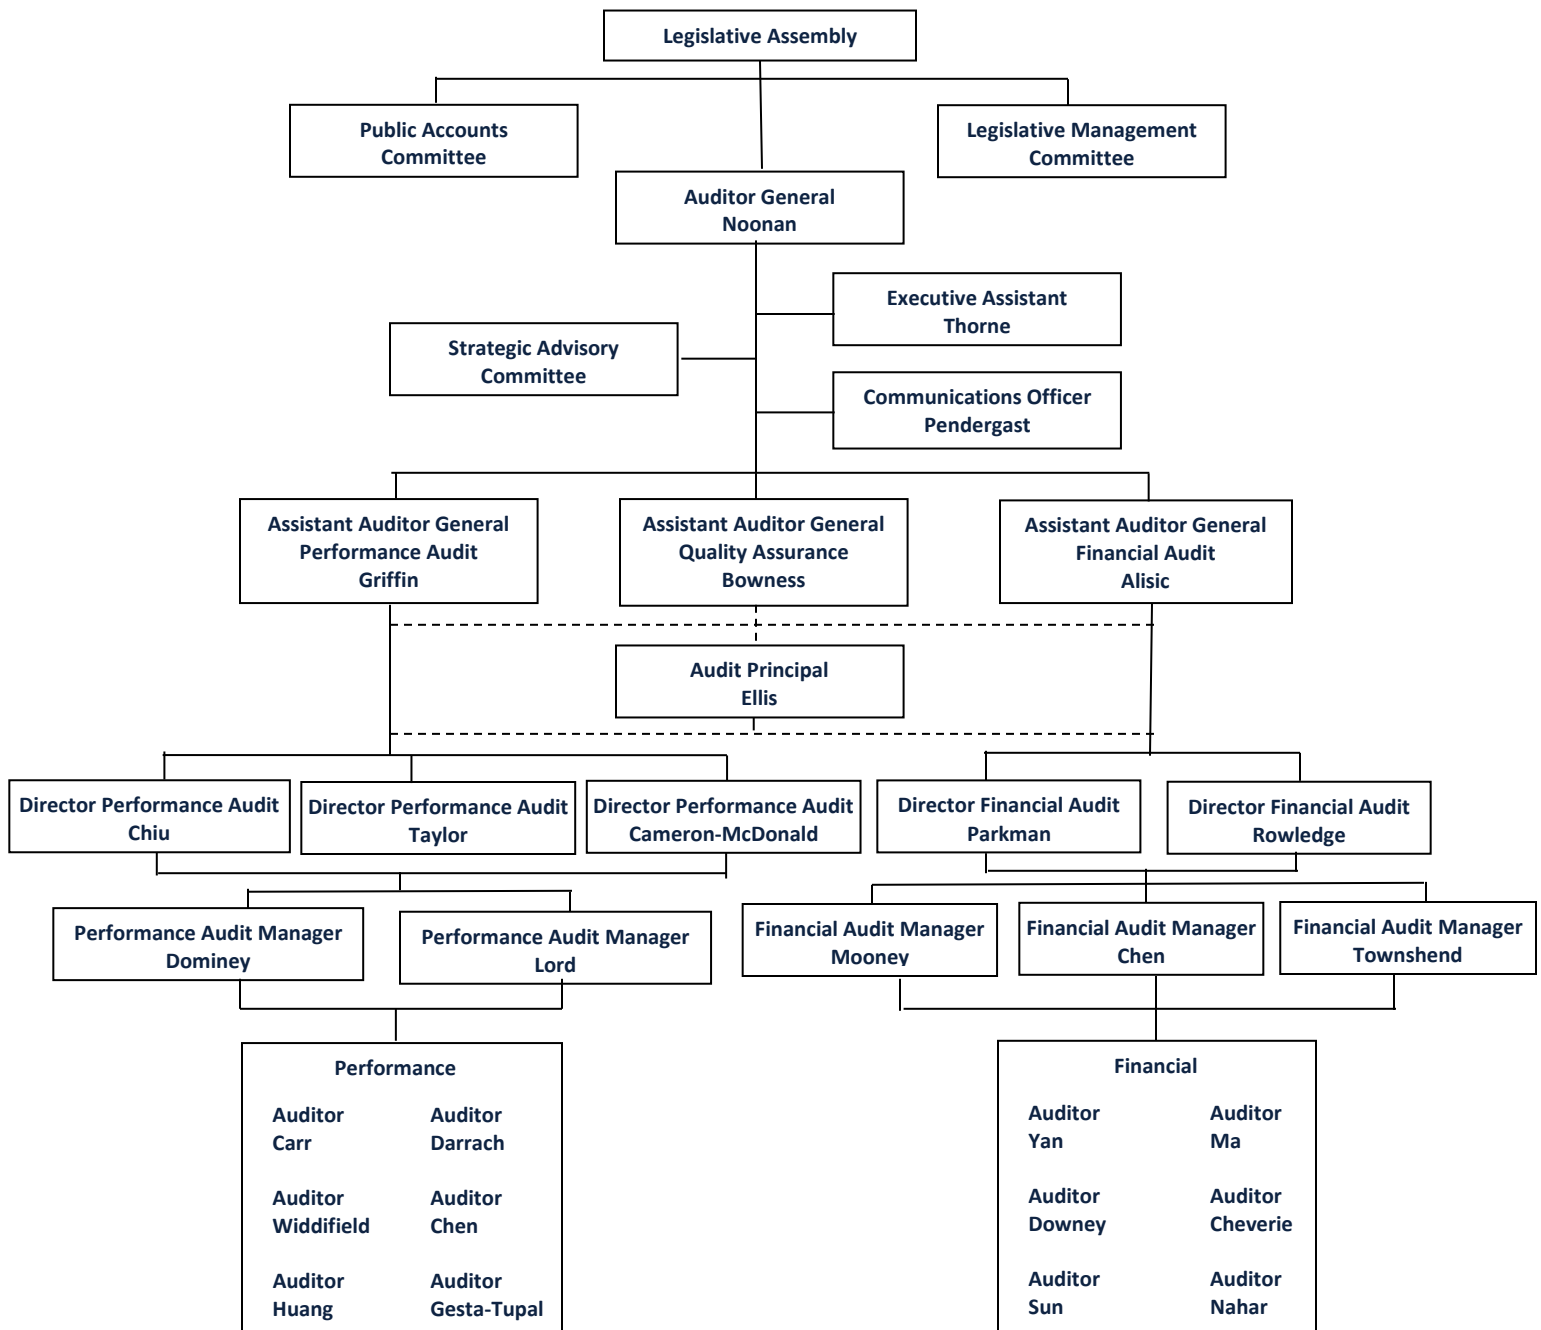 Legislative Assembly
Public Accounts
Committee
Legislative Management
Committee
Auditor General
Noonan
Executive Assistant
Thorne
Strategic Advisory
Committee
Communications Officer
Pendergast
Assistant Auditor General
Performance Audit
Griffin
Assistant Auditor General
Quality Assurance
Bowness
Assistant Auditor General
Financial Audit
Alisic
Audit Principal
Ellis
Director Performance Audit
Chiu
Director Performance Audit
Taylor
Director Performance Audit
Cameron-McDonald
Director Financial Audit
Parkman
Director Financial Audit
Rowledge
Performance Audit Manager
Dominey
Performance Audit Manager
Lord
Financial Audit Manager
Mooney
Financial Audit Manager
Chen
Financial Audit Manager
Townshend
Performance
Auditor
Carr
Auditor
Darrach
Auditor
Widdifield
Auditor
Chen
Auditor
Huang
Auditor
Gesta-Tupal
Financial
Auditor
Yan
Auditor
Ma
Auditor
Downey
Auditor
Cheverie
Auditor
Sun
Auditor
Nahar